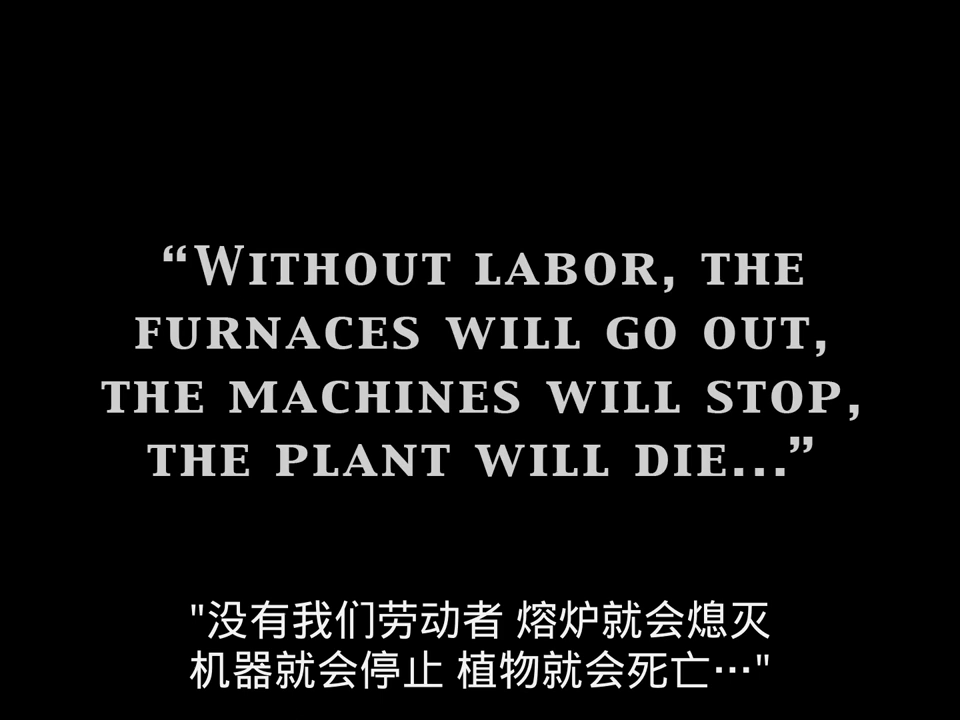 “Without labor, the
furnaces will go out,
the machines will stop,
the plant will die...”
"没有我们劳动者 熔炉就会熄灭
机器就会停止 植物就会死亡…"